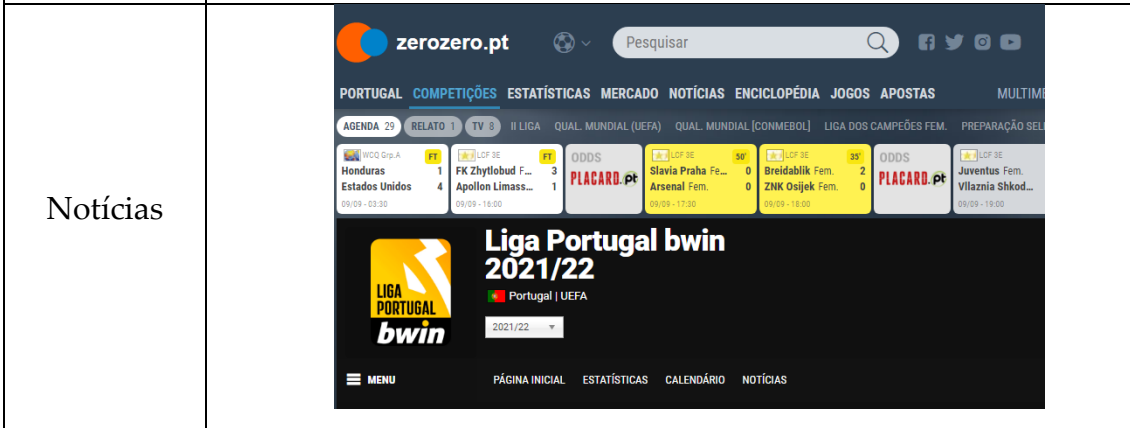 Notícias
zerozero.pt
Pesquisar
PORTUGAL COMPETIÇÕES ESTATÍSTICAS MERCADO NOTÍCIAS ENCICLOPÉDIA JOGOS APOSTAS MULTIME
AGENDA 29 RELATO 1 TV 8 II LIGA QUAL. MUNDIAL (UEFA) QUAL. MUNDIAL [CONMEBOL] LIGA DOS CAMPEÕES FEM. PREPARAÇÃO SEL
WCQ Grp.A FT
Honduras 1
Estados Unidos 4
09/09 - 03:30
LCF 3E FT
FK Zhytlobud F... 3
Apollon Limass... 1
09/09 - 16:00
ODDS
PLACARD.pt
LCF 3E 50'
Slavia Praha Fe... 0
Arsenal Fem. 0
09/09 - 17:30
LCF 3E 35'
Breidablik Fem. 2
ZNK Osijek Fem. 0
09/09 - 18:00
ODDS
PLACARD.pt
LCF 3E
Juventus Fem.
Vllaznia Shkod...
09/09 - 19:00
LIGA
PORTUGAL
bwin
Liga Portugal bwin
2021/22
Portugal | UEFA
2021/22
MENU PÁGINA INICIAL ESTATÍSTICAS CALENDÁRIO NOTÍCIAS